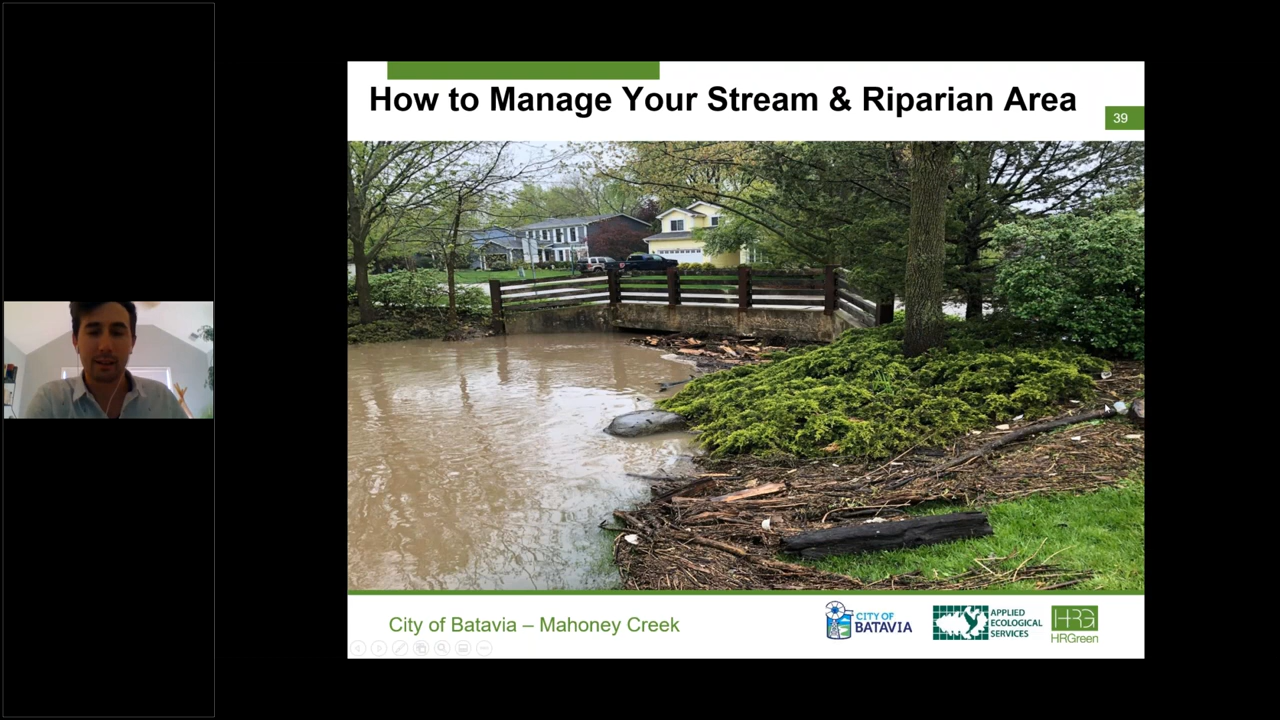 How to Manage Your Stream & Riparian Area
39
City of Batavia – Mahoney Creek
CITY OF
BATAVIA
APPLIED
ECOLOGICAL
SERVICES
HRG
HRGreen